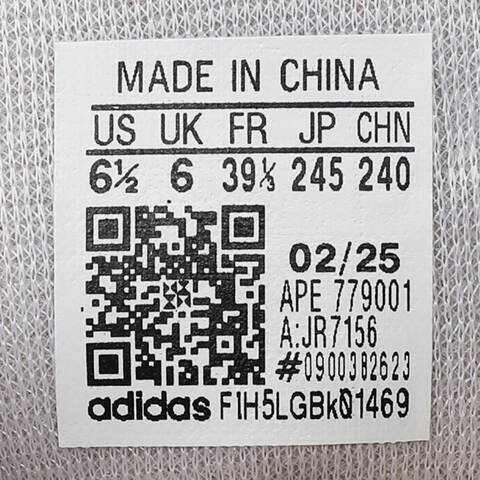 MADE IN CHINA
US UK FR JP CHN
6½ 6 39⅓ 245 240
02/25
APE 779001
A:JR7156
#0900382623
adidas F1H5LGBk01469